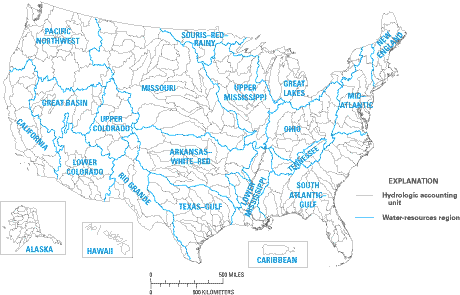 PACIFIC
NORTHWEST
SOURIS-RED
RAINY
NEW
ENGLAND
MISSOURI
UPPER
MISSISSIPPI
GREAT
LAKES
MID
ATLANTIC
GREAT BASIN
UPPER
COLORADO
OHIO
CALIFORNIA
LOWER
COLORADO
ARKANSAS
WHITE-RED
TENNESSEE
RIO GRANDE
TEXAS-GULF
LOWER
MISSISSIPPI
SOUTH
ATLANTIC
GULF
EXPLANATION
Hydrologic accounting
unit
Water-resources region
ALASKA
HAWAII
CARIBBEAN
0 500 MILES
0 500 KILOMETERS